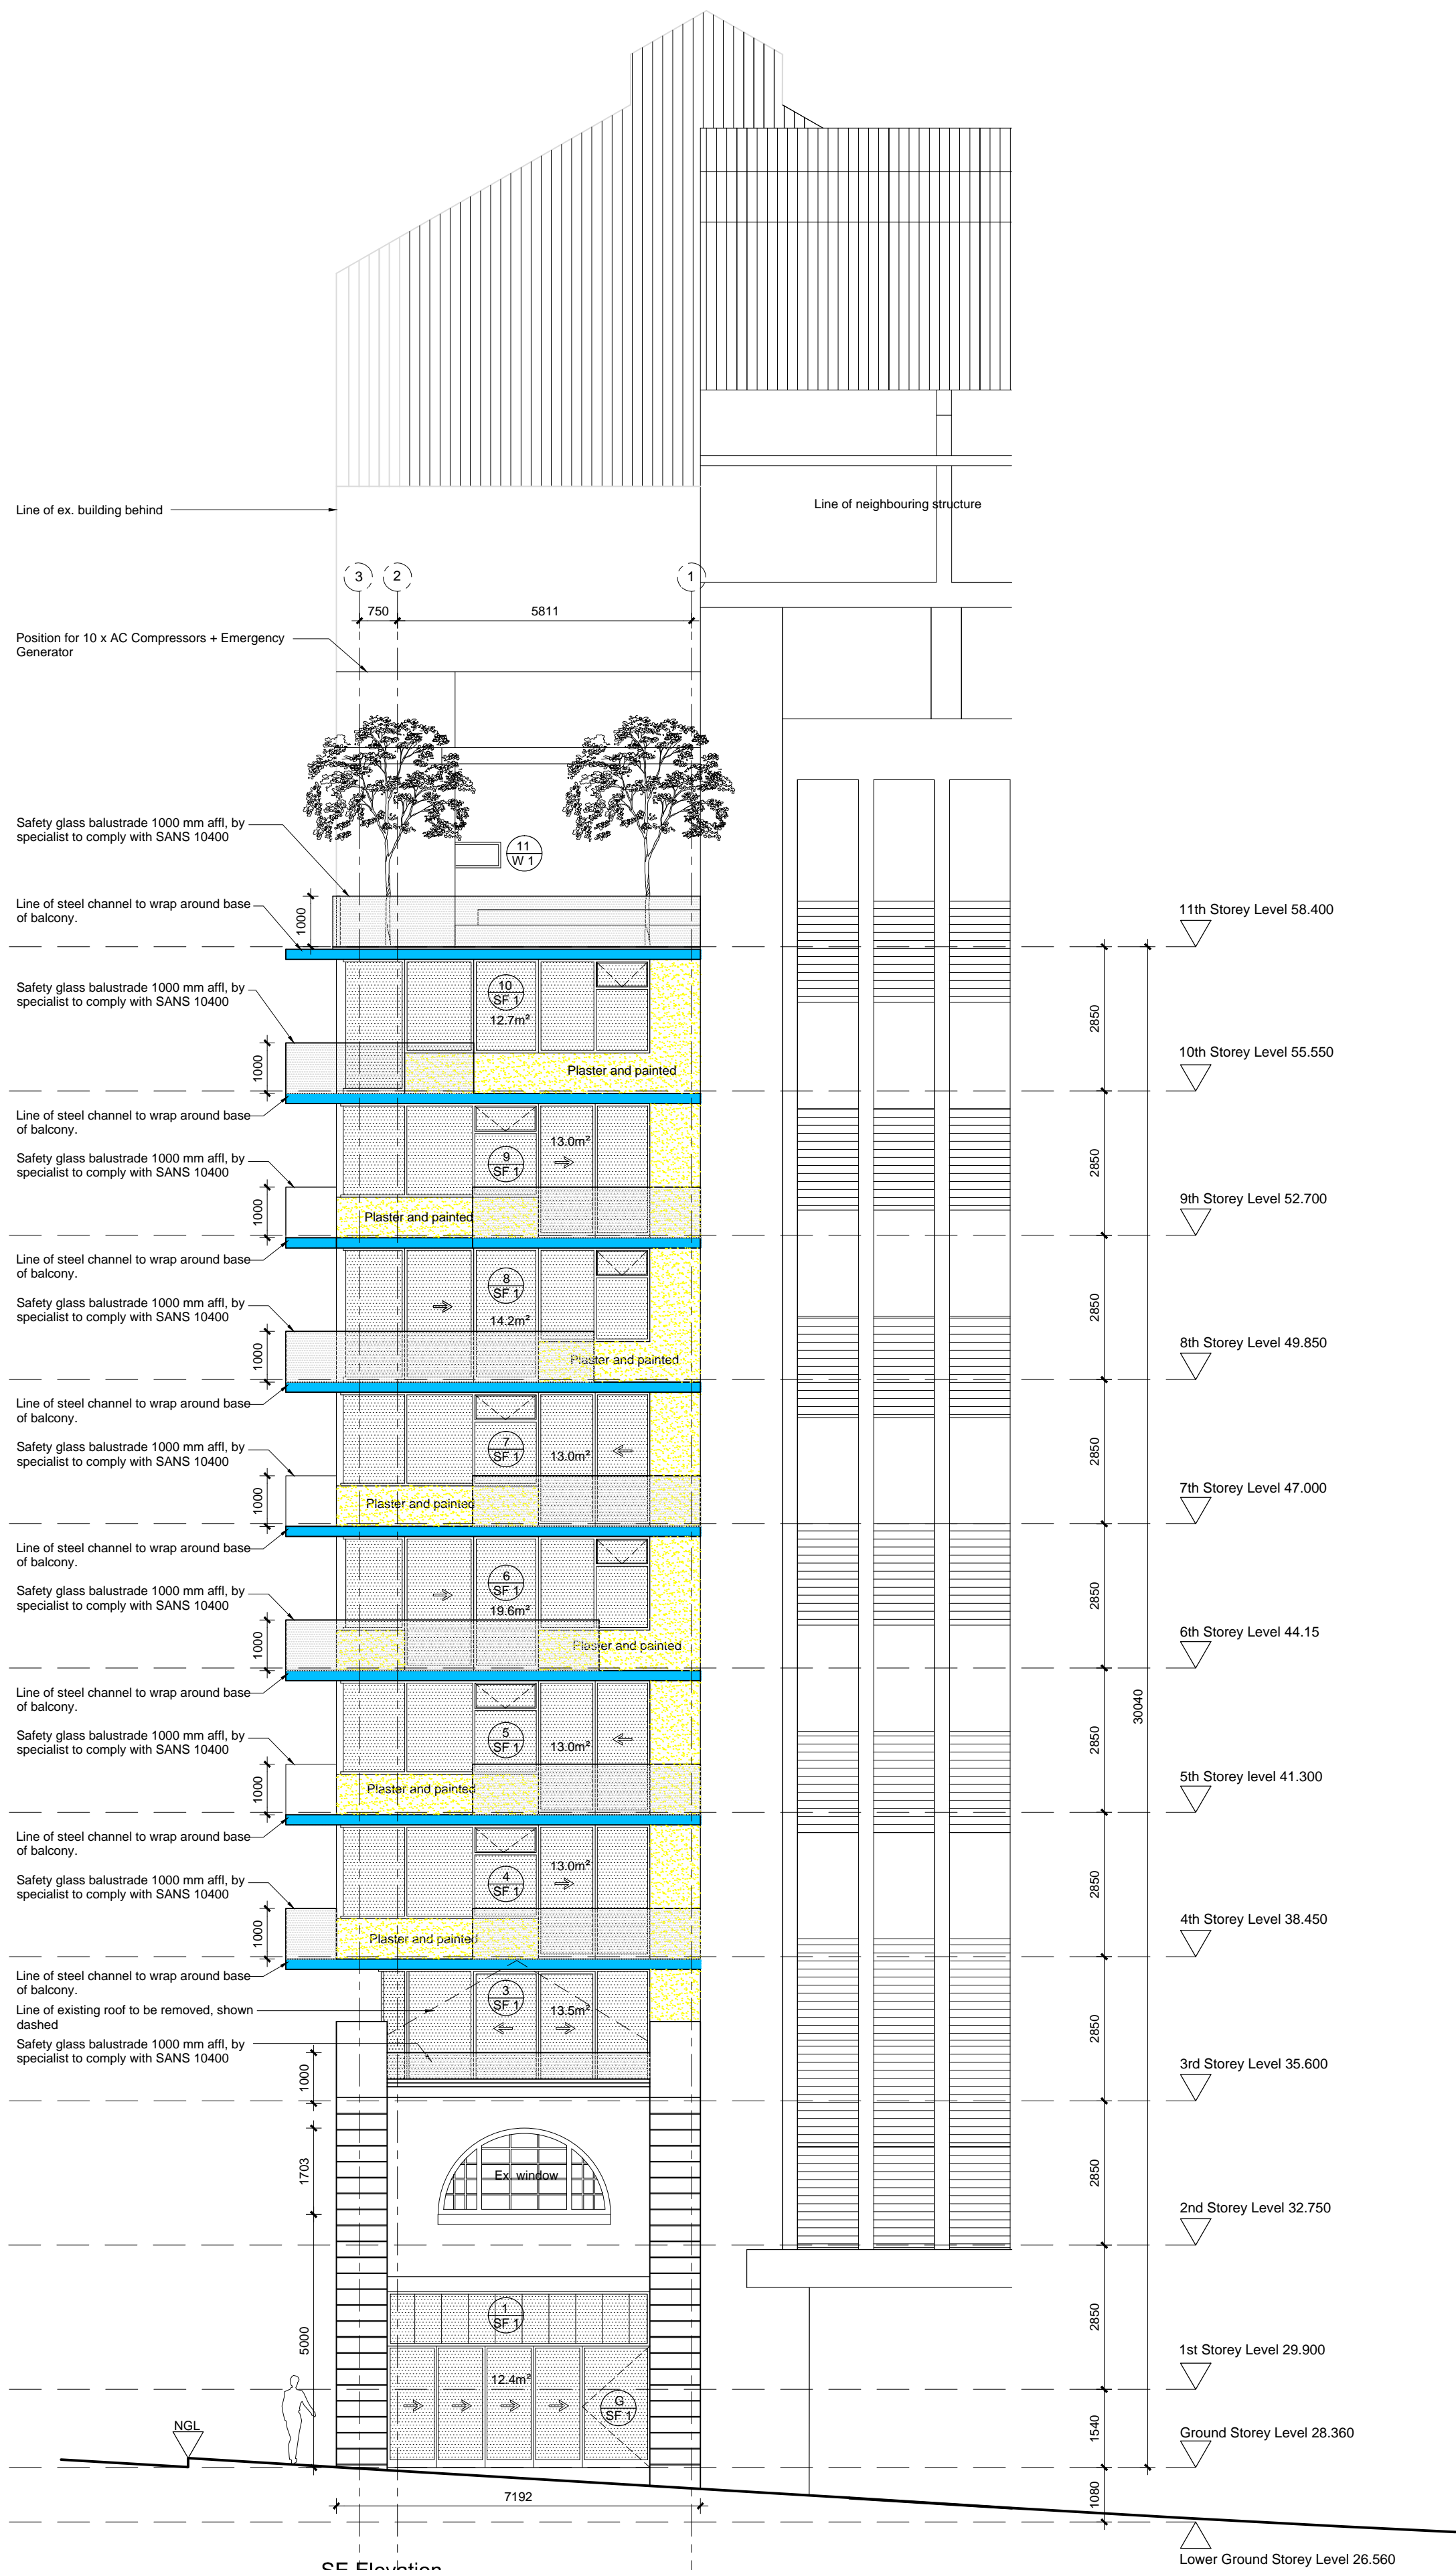 Line of ex. building behind
Line of neighbouring structure
3
2
1
750
5811
Position for 10 x AC Compressors + Emergency
Generator
Safety glass balustrade 1000 mm affl, by
specialist to comply with SANS 10400
11
W 1
Line of steel channel to wrap around base
of balcony.
1000
11th Storey Level 58.400
Safety glass balustrade 1000 mm affl, by
specialist to comply with SANS 10400
10
SF 1
12.7m²
2850
1000
Plaster and painted
10th Storey Level 55.550
Line of steel channel to wrap around base
of balcony.
13.0m²
Safety glass balustrade 1000 mm affl, by
specialist to comply with SANS 10400
9
SF 1
2850
1000
Plaster and painted
9th Storey Level 52.700
Line of steel channel to wrap around base
of balcony.
8
SF 1
14.2m²
Safety glass balustrade 1000 mm affl, by
specialist to comply with SANS 10400
2850
1000
Plaster and painted
8th Storey Level 49.850
Line of steel channel to wrap around base
of balcony.
7
SF 1
13.0m²
Safety glass balustrade 1000 mm affl, by
specialist to comply with SANS 10400
2850
1000
Plaster and painted
7th Storey Level 47.000
Line of steel channel to wrap around base
of balcony.
6
SF 1
19.6m²
Safety glass balustrade 1000 mm affl, by
specialist to comply with SANS 10400
2850
1000
Plaster and painted
6th Storey Level 44.15
Line of steel channel to wrap around base
of balcony.
30040
5
SF 1
13.0m²
Safety glass balustrade 1000 mm affl, by
specialist to comply with SANS 10400
2850
1000
Plaster and painted
5th Storey level 41.300
Line of steel channel to wrap around base
of balcony.
13.0m²
4
SF 1
Safety glass balustrade 1000 mm affl, by
specialist to comply with SANS 10400
2850
1000
Plaster and painted
4th Storey Level 38.450
Line of steel channel to wrap around base
of balcony.
3
SF 1
13.5m²
Line of existing roof to be removed, shown
dashed
Safety glass balustrade 1000 mm affl, by
specialist to comply with SANS 10400
2850
1000
3rd Storey Level 35.600
1703
Ex. window
2850
2nd Storey Level 32.750
1
SF 1
2850
5000
12.4m²
1st Storey Level 29.900
G
SF 1
1540
NGL
Ground Storey Level 28.360
7192
1080
Lower Ground Storey Level 26.560
SE Elevation